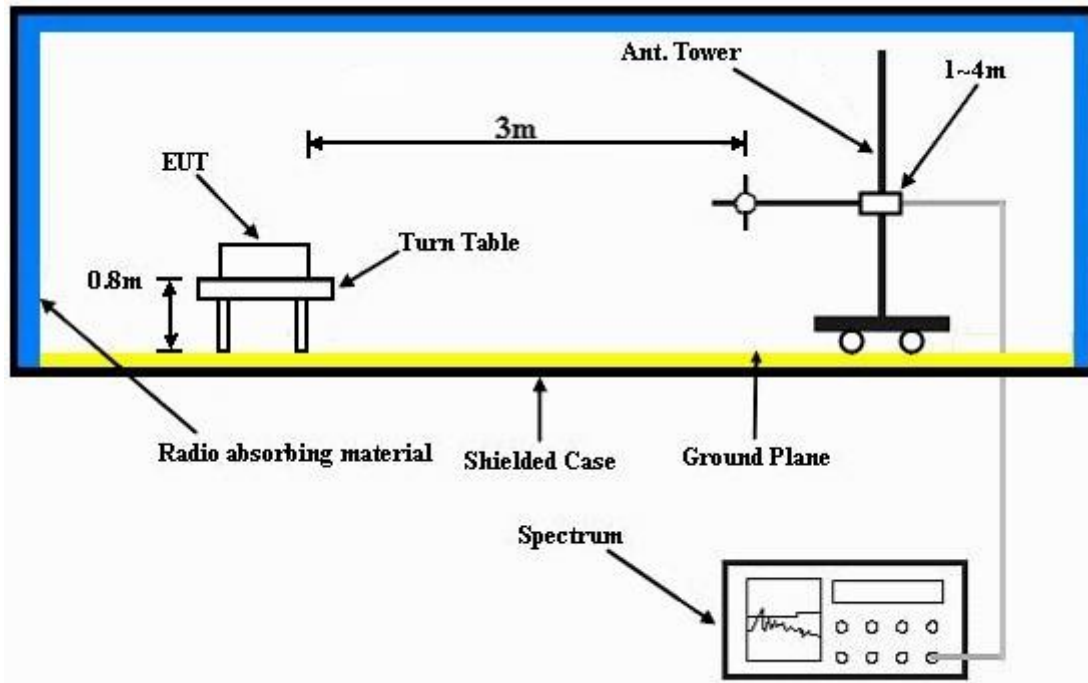 Ant. Tower
1~4m
3m
EUT
Turn Table
0.8m
Radio absorbing material
Shielded Case
Ground Plane
Spectrum